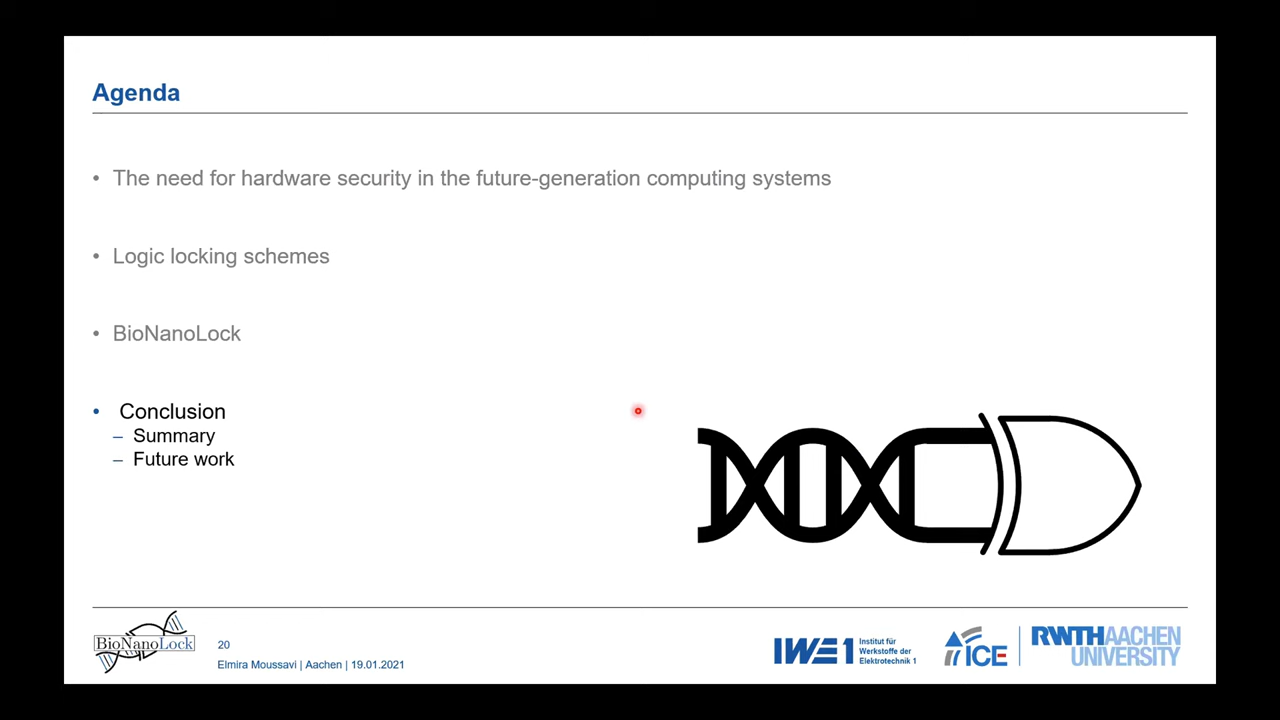 Agenda
• The need for hardware security in the future-generation computing systems
• Logic locking schemes
• BioNanoLock
• Conclusion
– Summary
– Future work
BioNanoLock
20
Elmira Moussavi | Aachen | 19.01.2021
IWE1
Institut für
Werkstoffe der
Elektrotechnik 1
ICE
RWTHAACHEN
UNIVERSITY